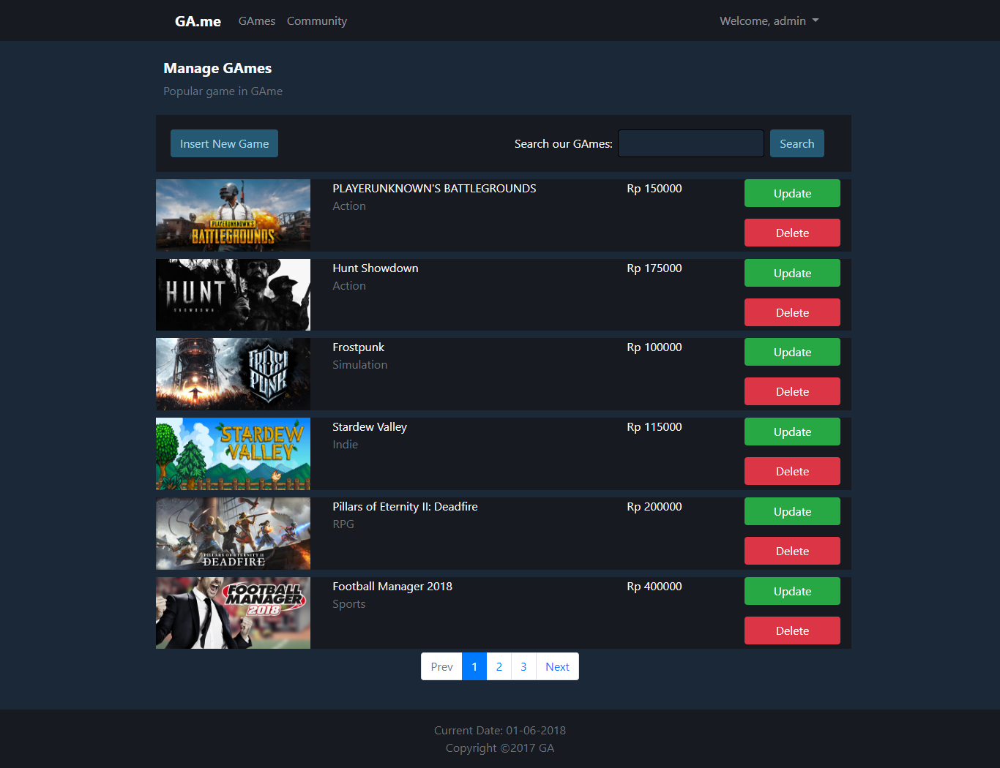 GA.me GAmes Community Welcome, admin
Manage GAmes
Popular game in GAme
Insert New Game Search our GAmes: Search
PLAYERUNKNOWN'S BATTLEGROUNDS Rp 150000 Update
Action
PLAYERUNKNOWN'S
BATTLEGROUNDS
Delete
Hunt Showdown Rp 175000 Update
Action
HUNT
SHOWDOWN
Delete
Frostpunk Rp 100000 Update
Simulation
FROST
PUNK
Delete
Stardew Valley Rp 115000 Update
Indie
STARDEW
VALLEY
Delete
Pillars of Eternity II: Deadfire Rp 200000 Update
RPG
PILLARS OF ETERNITY II
DEADFIRE
Delete
Football Manager 2018 Rp 400000 Update
Sports
FOOTBALL
MANAGER
2018
Delete
Prev 1 2 3 Next
Current Date: 01-06-2018
Copyright ©2017 GA